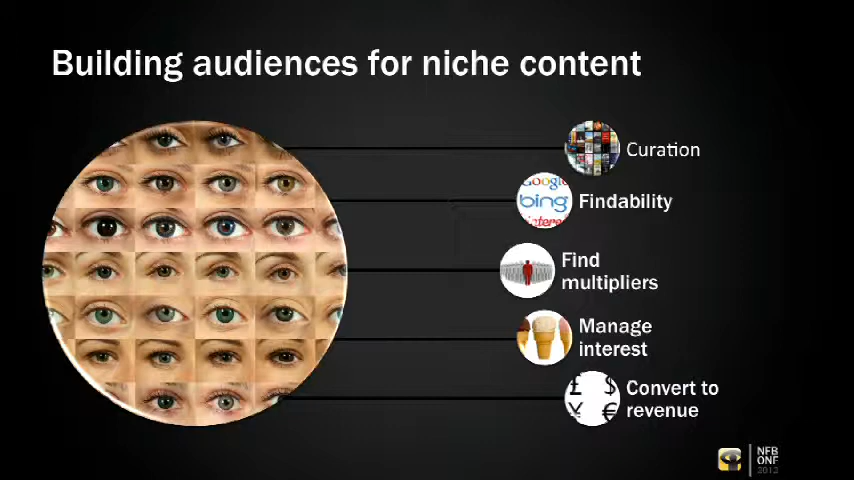 Building audiences for niche content
Curation
Google
bing
Findability
Find
multipliers
Manage
interest
£ $
¥ €
Convert to
revenue
NFB
ONF
2012